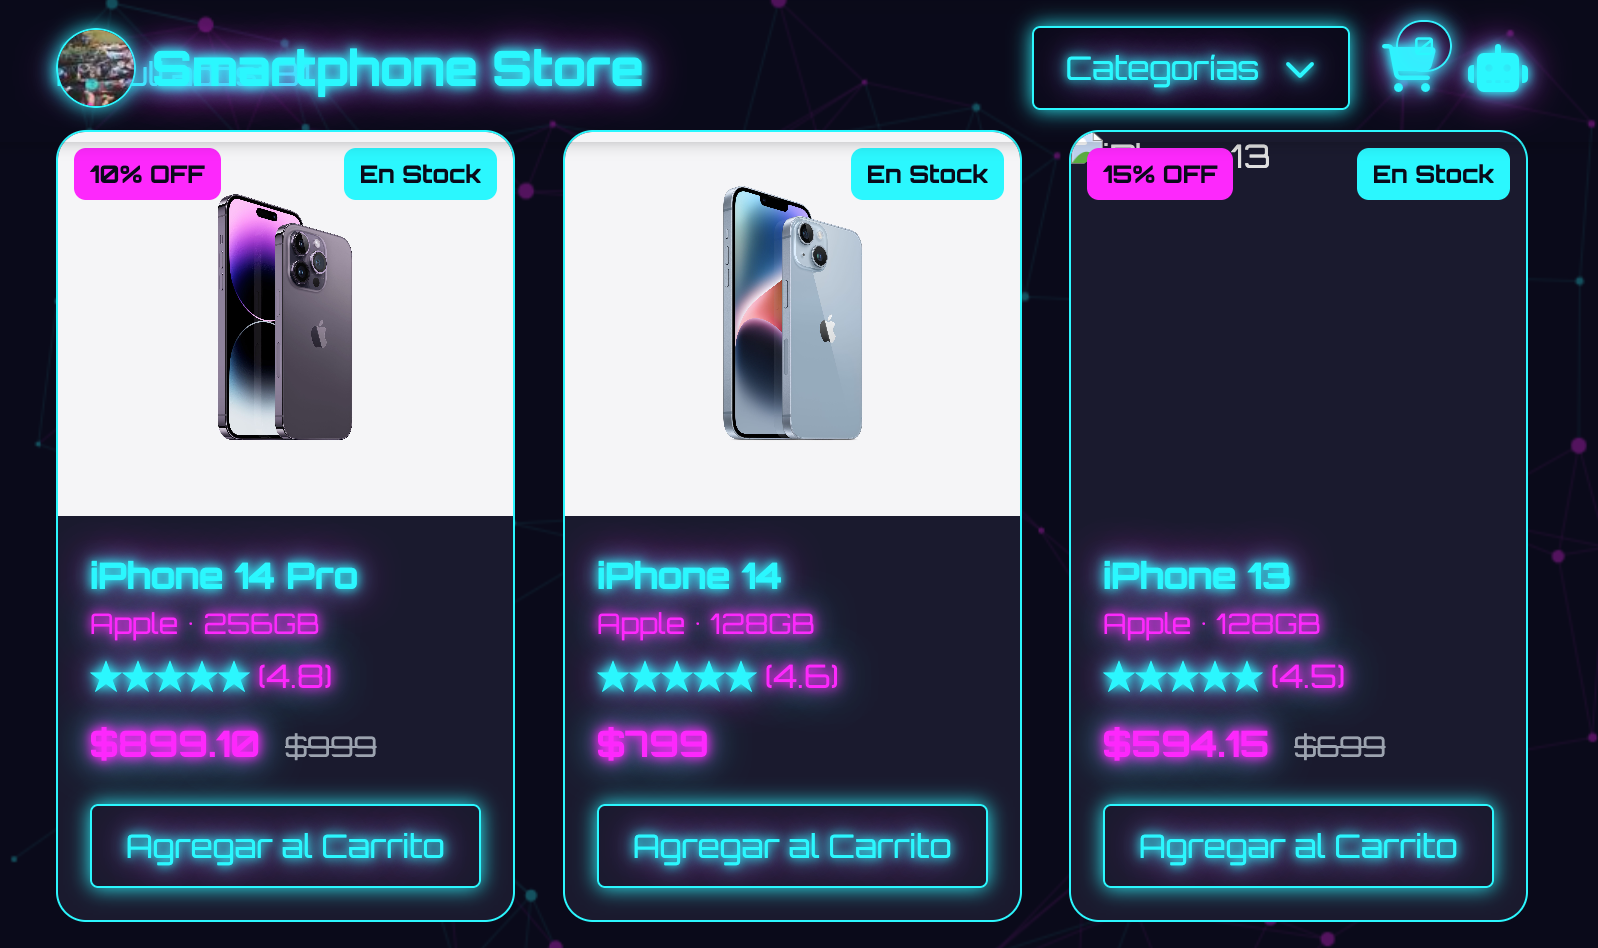 Smartphone Store
Categorías
10% OFF
En Stock
iPhone 14 Pro
Apple · 256GB
(4.8)
$899.10 $999
Agregar al Carrito
En Stock
iPhone 14
Apple · 128GB
(4.6)
$799
Agregar al Carrito
13
15% OFF
En Stock
iPhone 13
Apple · 128GB
(4.5)
$594.15 $699
Agregar al Carrito